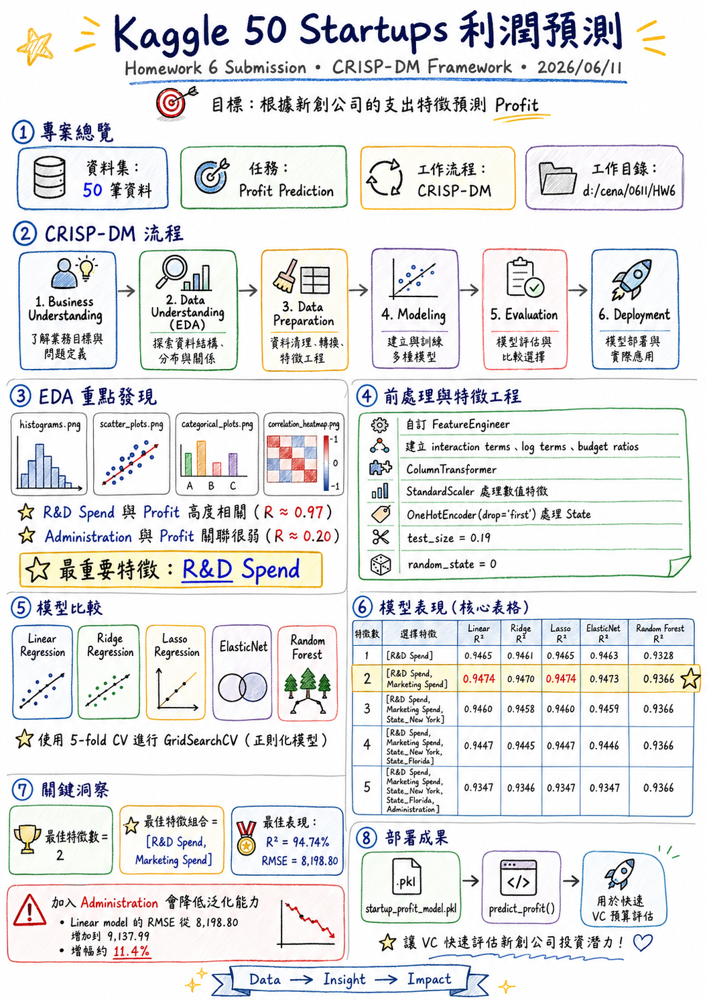 Kaggle 50 Startups 利潤預測
Homework 6 Submission • CRISP-DM Framework • 2026/06/11
目標：根據新創公司的支出特徵預測 Profit
① 專案總覽
資料集：
50 筆資料
任務：
Profit Prediction
工作流程：
CRISP-DM
工作目錄：
d:/cena/0611/HW6
② CRISP-DM 流程
1. Business
Understanding
了解業務目標與
問題定義
2. Data
Understanding
(EDA)
探索資料結構、
分布與關係
3. Data
Preparation
資料清理、轉換、
特徵工程
4. Modeling
建立與訓練
多種模型
5. Evaluation
模型評估與
比較選擇
6. Deployment
模型部署與
實際應用
③ EDA 重點發現
histograms.png
scatter_plots.png
categorical_plots.png
A B C
correlation_heatmap.png
-1
0
-1
R&D Spend 與 Profit 高度相關 (R ≈ 0.97)
Administration 與 Profit 關聯很弱 (R ≈ 0.20)
最重要特徵：R&D Spend
④ 前處理與特徵工程
自訂 FeatureEngineer
建立 interaction terms、log terms、budget ratios
ColumnTransformer
StandardScaler 處理數值特徵
OneHotEncoder(drop='first') 處理 State
test_size = 0.19
random_state = 0
⑤ 模型比較
Linear
Regression
Ridge
Regression
Lasso
Regression
ElasticNet
Random
Forest
使用 5-fold CV 進行 GridSearchCV (正則化模型)
⑥ 模型表現 (核心表格)
特徵數 選擇特徵 Linear R² Ridge R² Lasso R² ElasticNet R² Random Forest R²
1 [R&D Spend] 0.9465 0.9461 0.9465 0.9463 0.9328
2 [R&D Spend, Marketing Spend] 0.9474 0.9470 0.9474 0.9473 0.9366
3 [R&D Spend, Marketing Spend, State_New York] 0.9460 0.9458 0.9460 0.9459 0.9366
4 [R&D Spend, Marketing Spend, State_New York, State_Florida] 0.9447 0.9445 0.9447 0.9446 0.9366
5 [R&D Spend, Marketing Spend, State_New York, State_Florida, Administration] 0.9347 0.9346 0.9347 0.9347 0.9366
⑦ 關鍵洞察
最佳特徵數 =
2
最佳特徵組合 =
[R&D Spend,
Marketing Spend]
最佳表現：
R² = 94.74%
RMSE = 8,198.80
加入 Administration 會降低泛化能力
• Linear model 的 RMSE 從 8,198.80
增加到 9,137.99
• 增幅約 11.4%
⑧ 部署成果
.pkl
startup_profit_model.pkl
</>
predict_profit()
用於快速
VC 預算評估
讓 VC 快速評估新創公司投資潛力！
Data → Insight → Impact